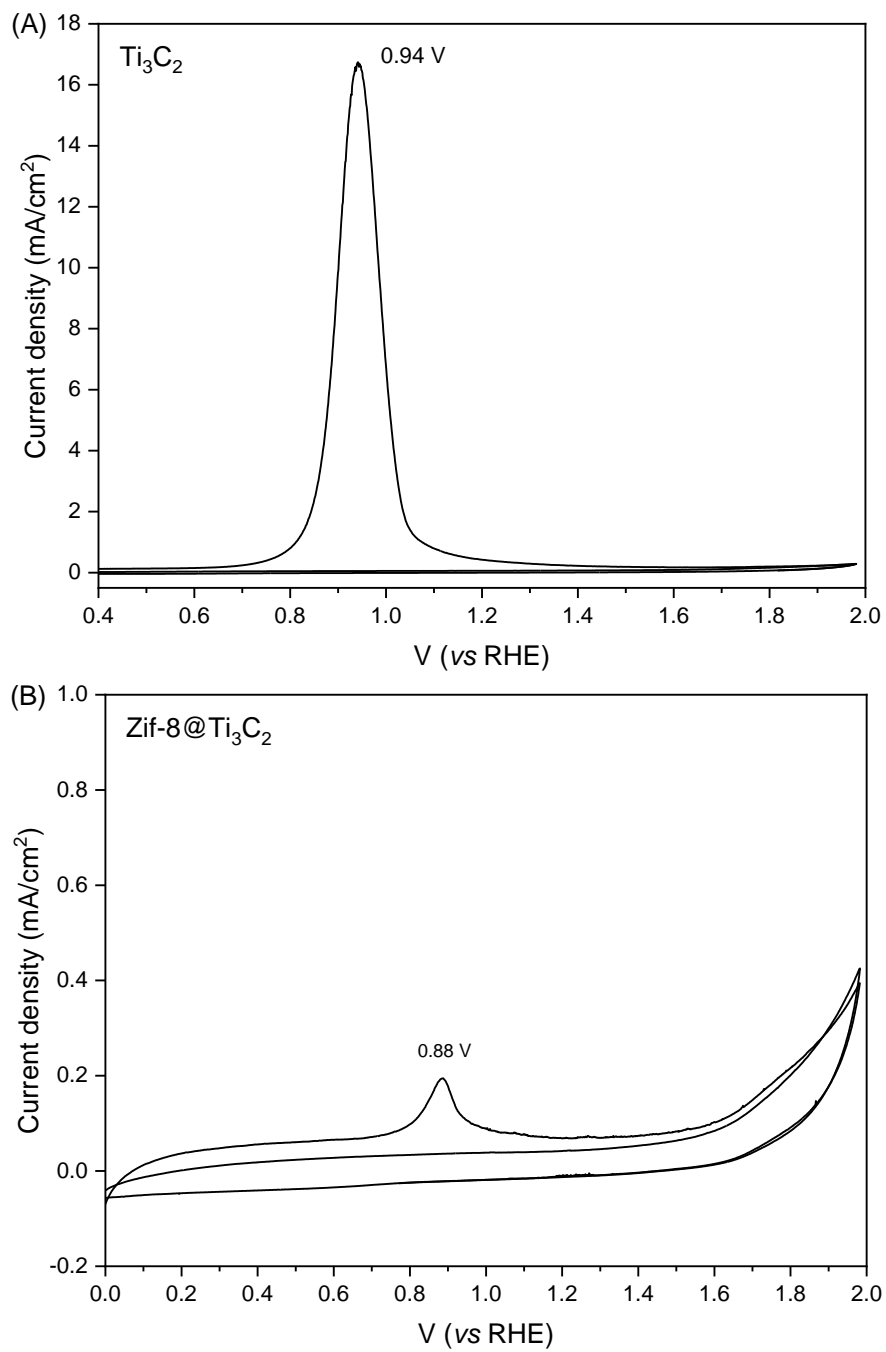 (A)
Ti₃C₂
0.94 V
18
16
14
12
10
8
6
4
2
0
Current density (mA/cm²)
0.4 0.6 0.8 1.0 1.2 1.4 1.6 1.8 2.0
V (vs RHE)
(B)
Zif-8@Ti₃C₂
0.88 V
1.0
0.8
0.6
0.4
0.2
0.0
-0.2
Current density (mA/cm²)
0.0 0.2 0.4 0.6 0.8 1.0 1.2 1.4 1.6 1.8 2.0
V (vs RHE)